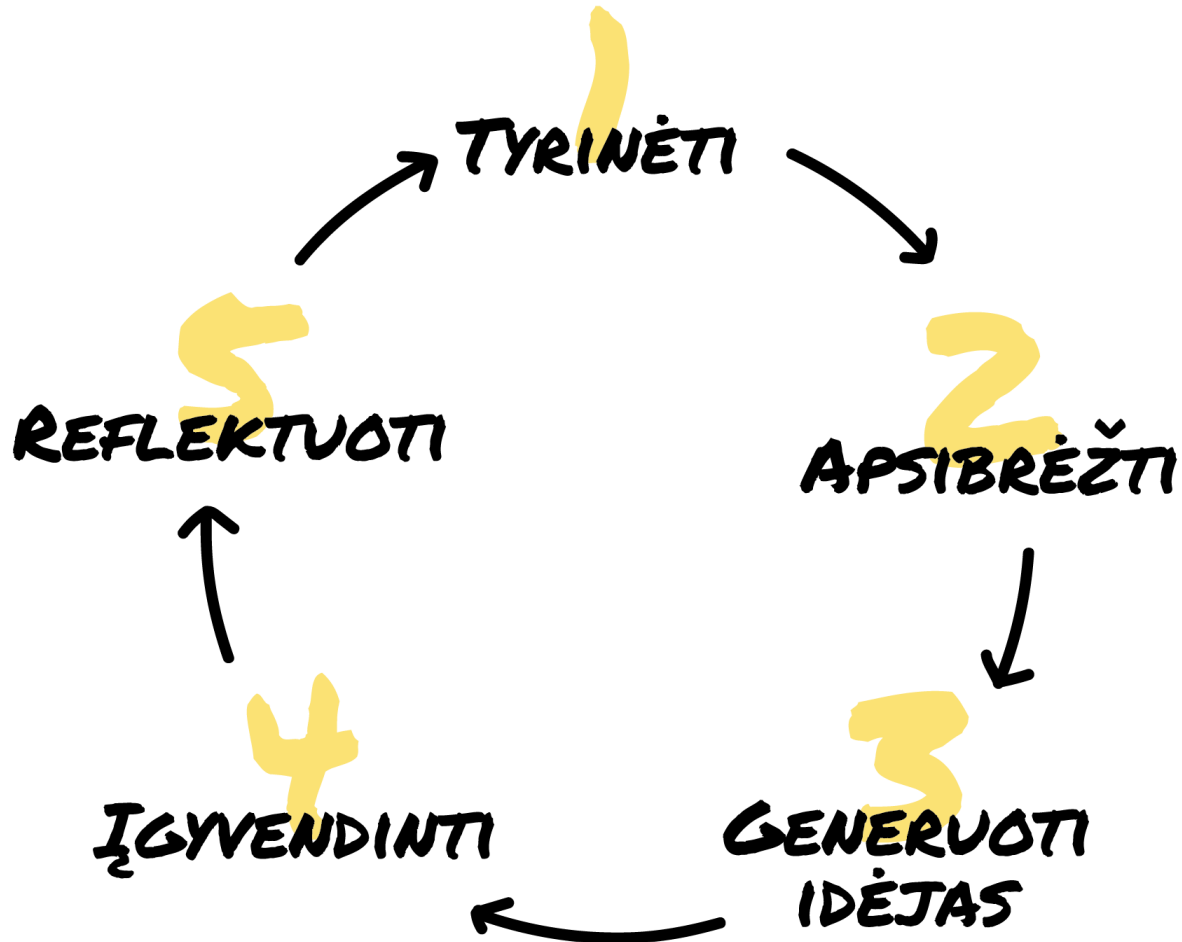 1
Tyrinėti
2
Apsibrėžti
3
Generuoti
idėjas
4
Įgyvendinti
5
Reflektuoti